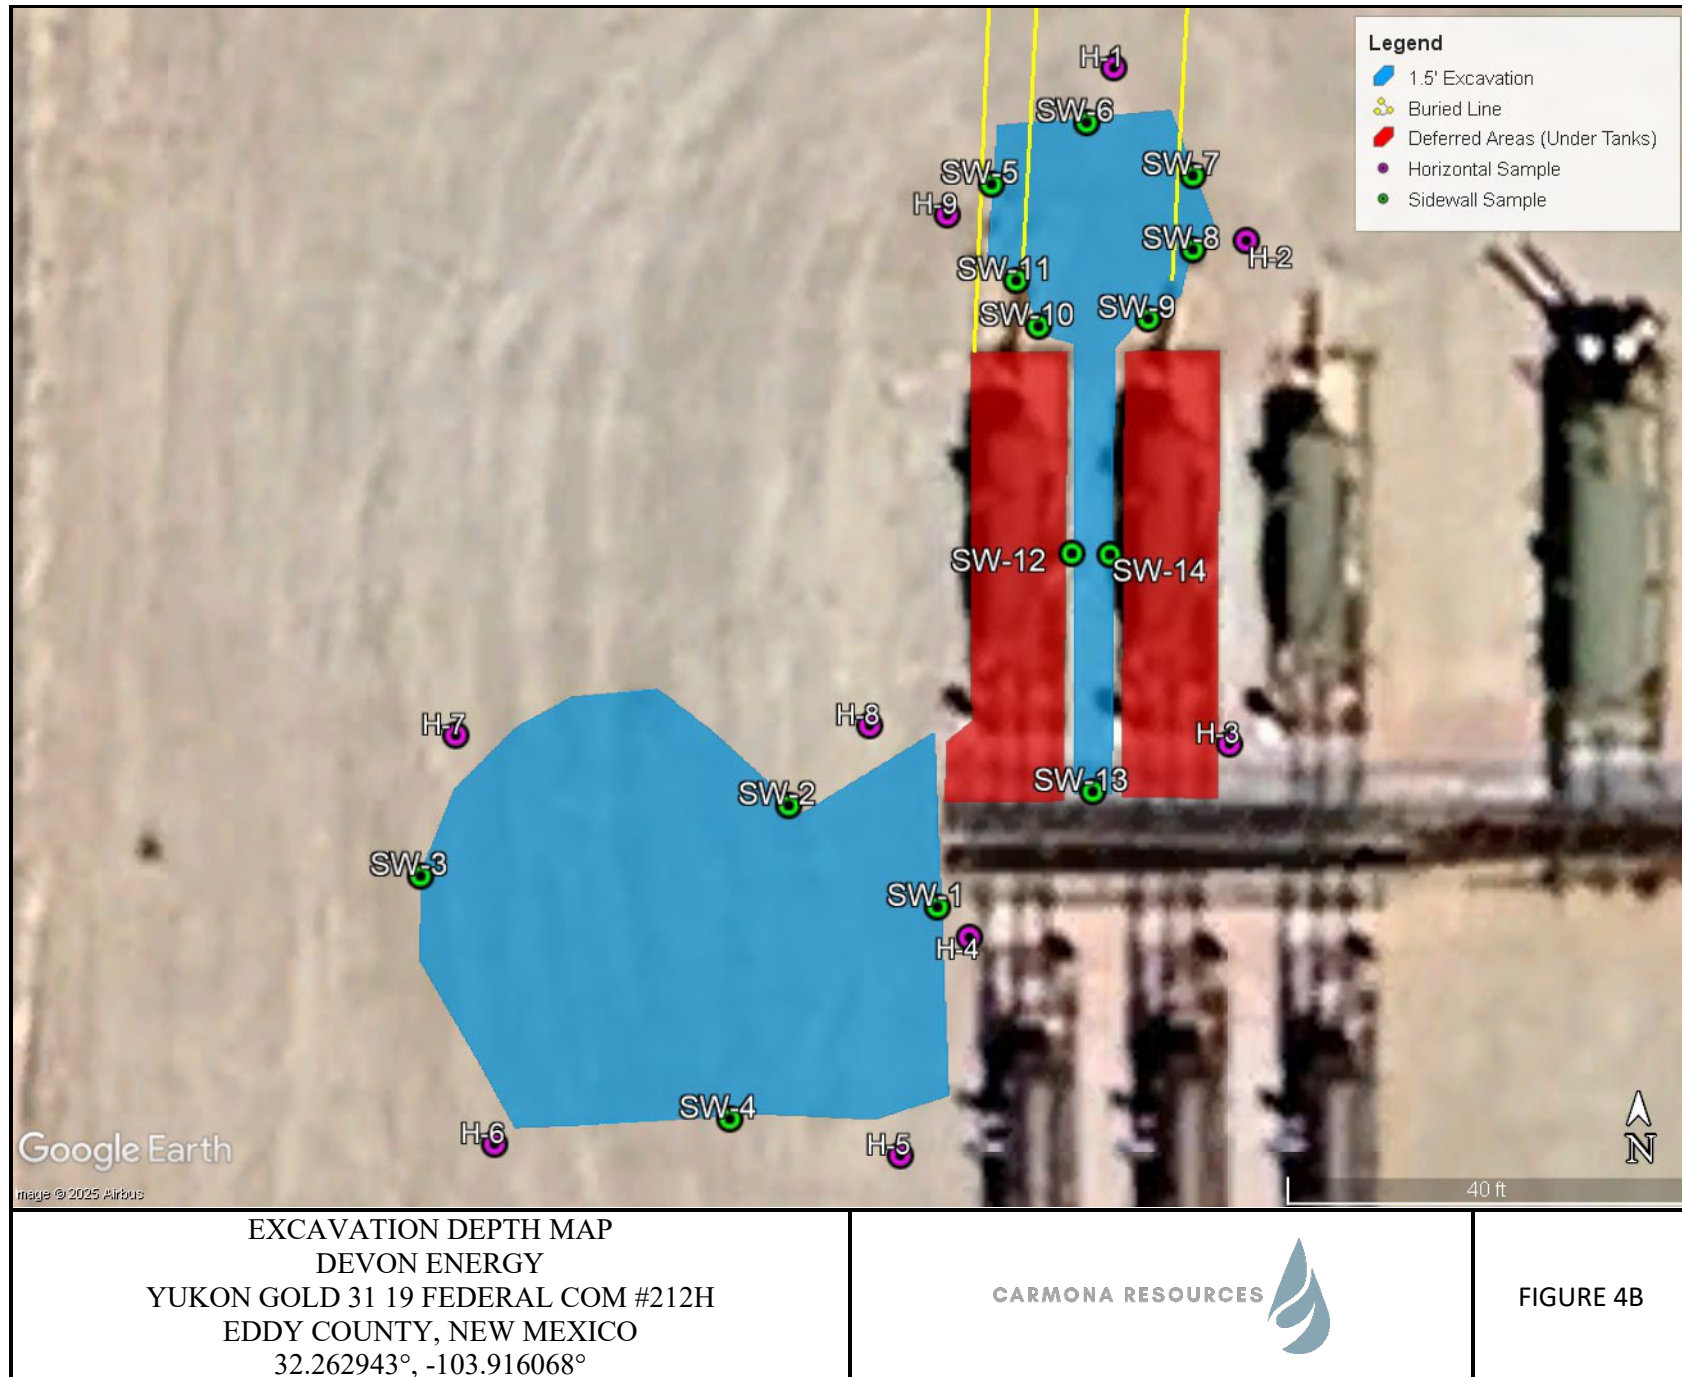 Legend
1.5' Excavation
Buried Line
Deferred Areas (Under Tanks)
Horizontal Sample
Sidewall Sample
H-1
SW-6
SW-5
SW-7
H-9
SW-8
H-2
SW-11
SW-10
SW-9
SW-12
SW-14
H-7
H-8
H-3
SW-2
SW-13
SW-3
SW-1
H-4
SW-4
H-6
H-5
N
Google Earth
Image © 2025 Airbus
40 ft
EXCAVATION DEPTH MAP
DEVON ENERGY
YUKON GOLD 31 19 FEDERAL COM #212H
EDDY COUNTY, NEW MEXICO
32.262943°, -103.916068°
CARMONA RESOURCES
FIGURE 4B